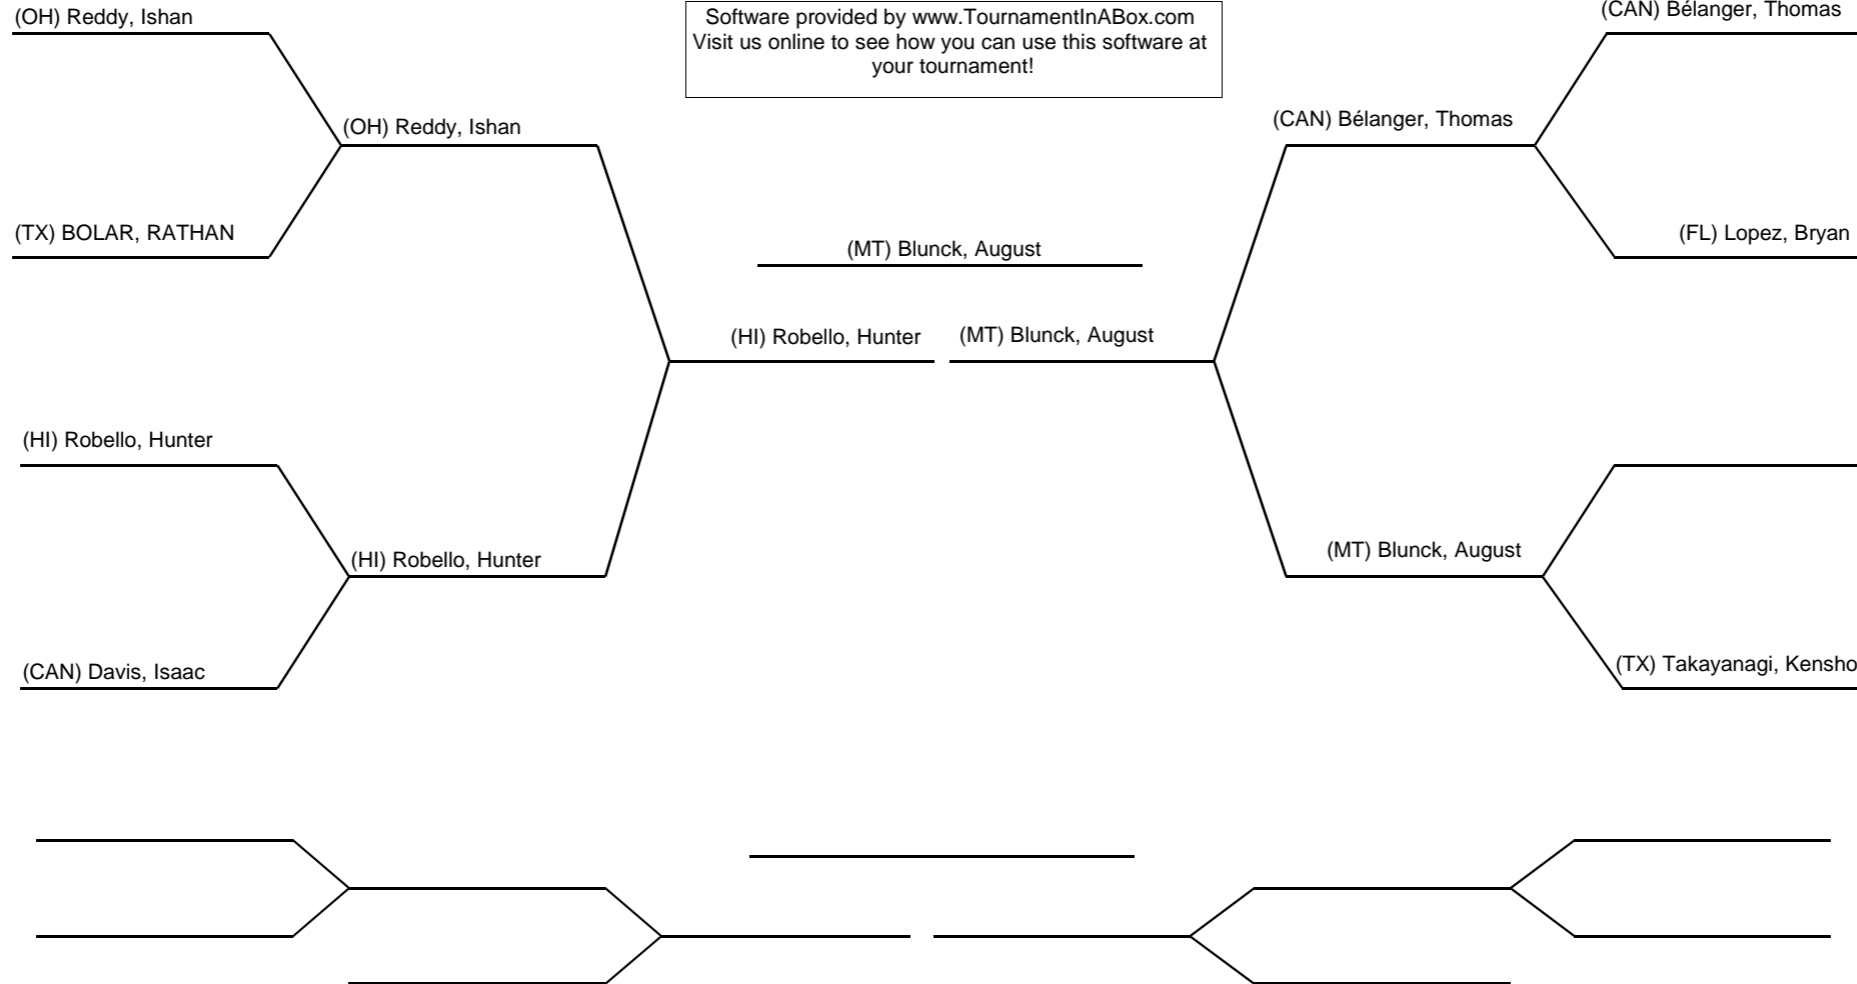 (OH) Reddy, Ishan
Software provided by www.TournamentInABox.com
Visit us online to see how you can use this software at
your tournament!
(CAN) Bélanger, Thomas
(OH) Reddy, Ishan
(CAN) Bélanger, Thomas
(TX) BOLAR, RATHAN
(MT) Blunck, August
(FL) Lopez, Bryan
(HI) Robello, Hunter
(MT) Blunck, August
(HI) Robello, Hunter
(HI) Robello, Hunter
(MT) Blunck, August
(CAN) Davis, Isaac
(TX) Takayanagi, Kensho